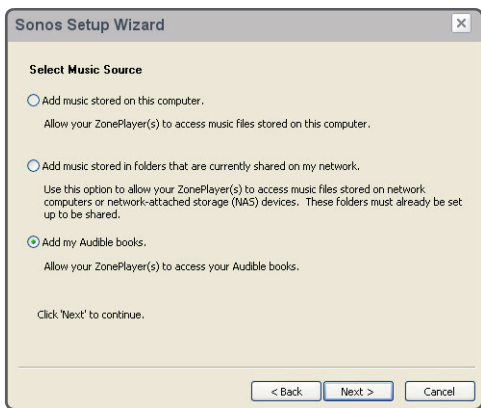 Sonos Setup Wizard
Select Music Source
Add music stored on this computer.
Allow your ZonePlayer(s) to access music files stored on this computer.
Add music stored in folders that are currently shared on my network.
Use this option to allow your ZonePlayer(s) to access music files stored on network
computers or network-attached storage (NAS) devices. These folders must already be set
up to be shared.
Add my Audible books.
Allow your ZonePlayer(s) to access your Audible books.
Click 'Next' to continue.
< Back Next > Cancel